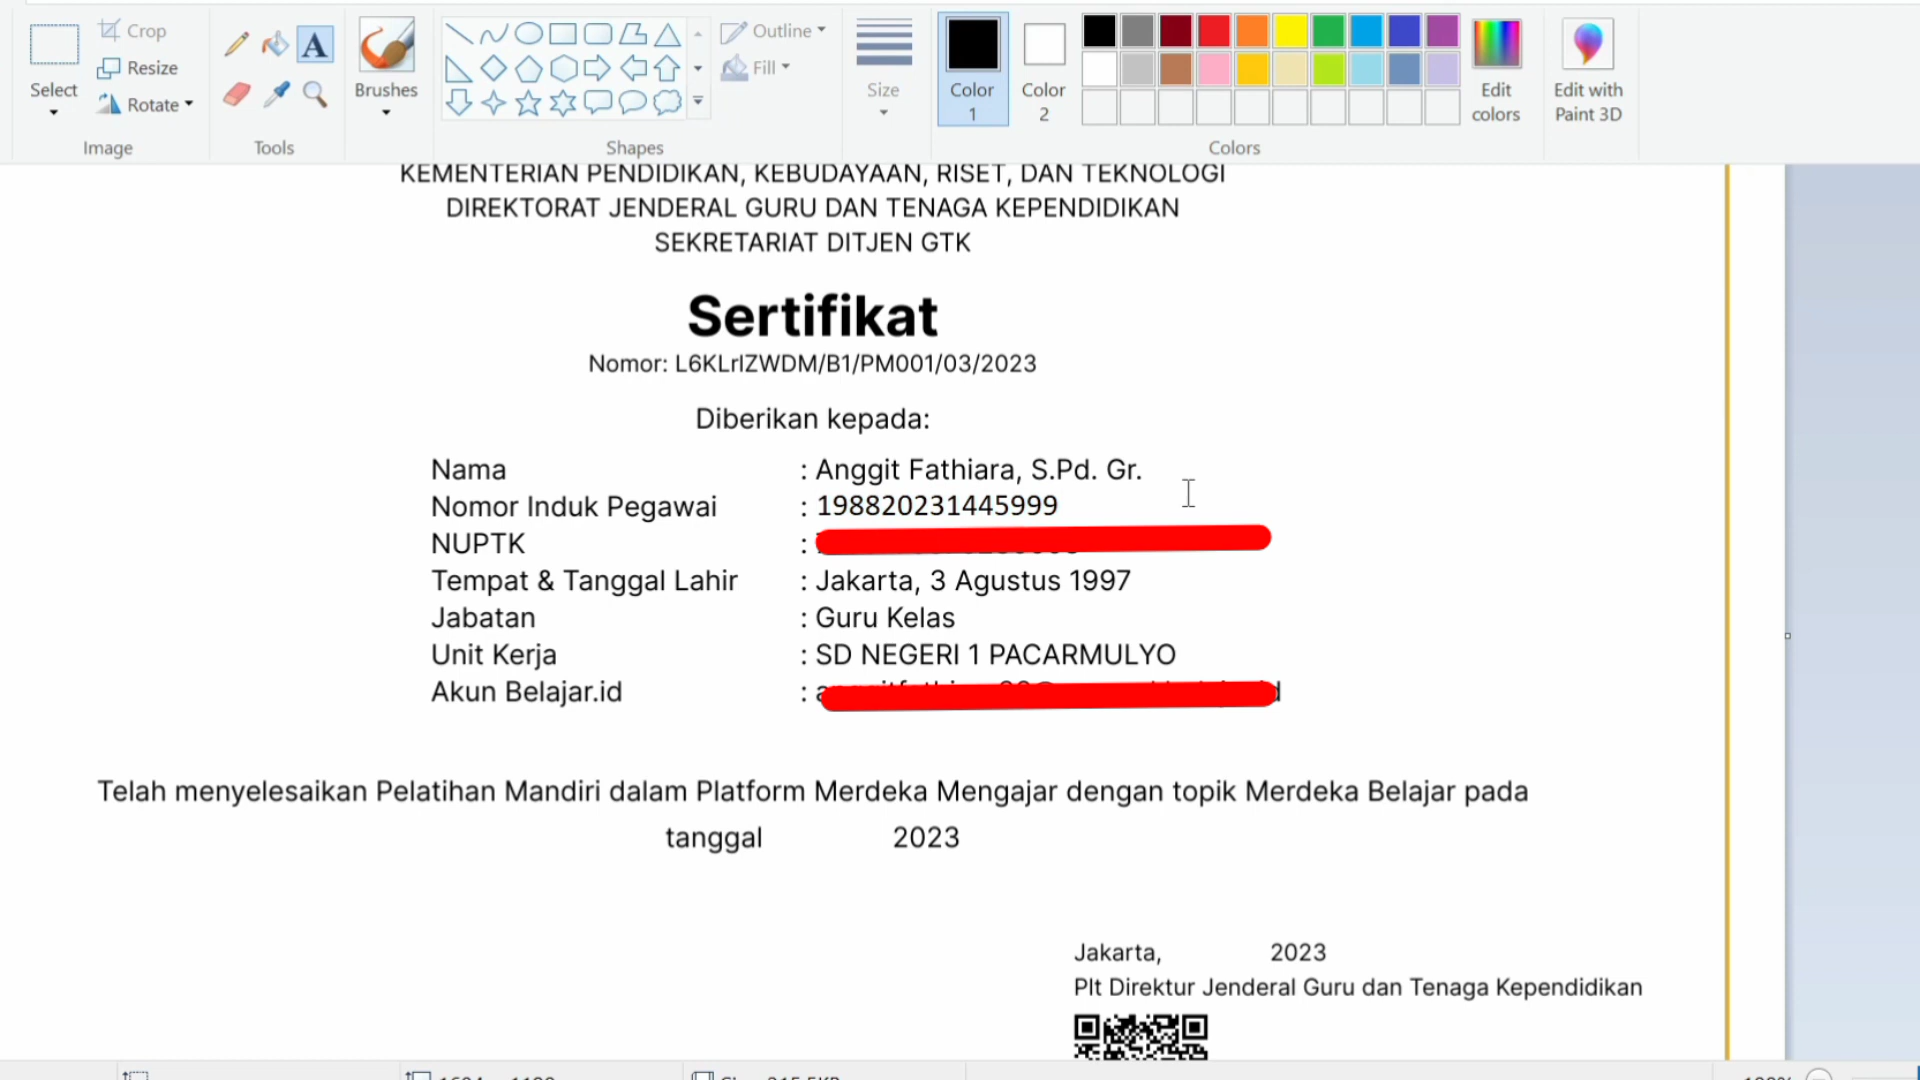 Crop
Resize
Rotate
Select
Image
A
Tools
Brushes
Shapes
Outline
Fill
Size
Color 1
Color 2
Colors
Edit colors
Edit with Paint 3D
KEMENTERIAN PENDIDIKAN, KEBUDAYAAN, RISET, DAN TEKNOLOGI
DIREKTORAT JENDERAL GURU DAN TENAGA KEPENDIDIKAN
SEKRETARIAT DITJEN GTK
Sertifikat
Nomor: L6KLrIZWDM/B1/PM001/03/2023
Diberikan kepada:
Nama : Anggit Fathiara, S.Pd. Gr.
Nomor Induk Pegawai : 198820231445999
NUPTK :
Tempat & Tanggal Lahir : Jakarta, 3 Agustus 1997
Jabatan : Guru Kelas
Unit Kerja : SD NEGERI 1 PACARMULYO
Akun Belajar.id :
Telah menyelesaikan Pelatihan Mandiri dalam Platform Merdeka Mengajar dengan topik Merdeka Belajar pada
tanggal 2023
Jakarta, 2023
Plt Direktur Jenderal Guru dan Tenaga Kependidikan